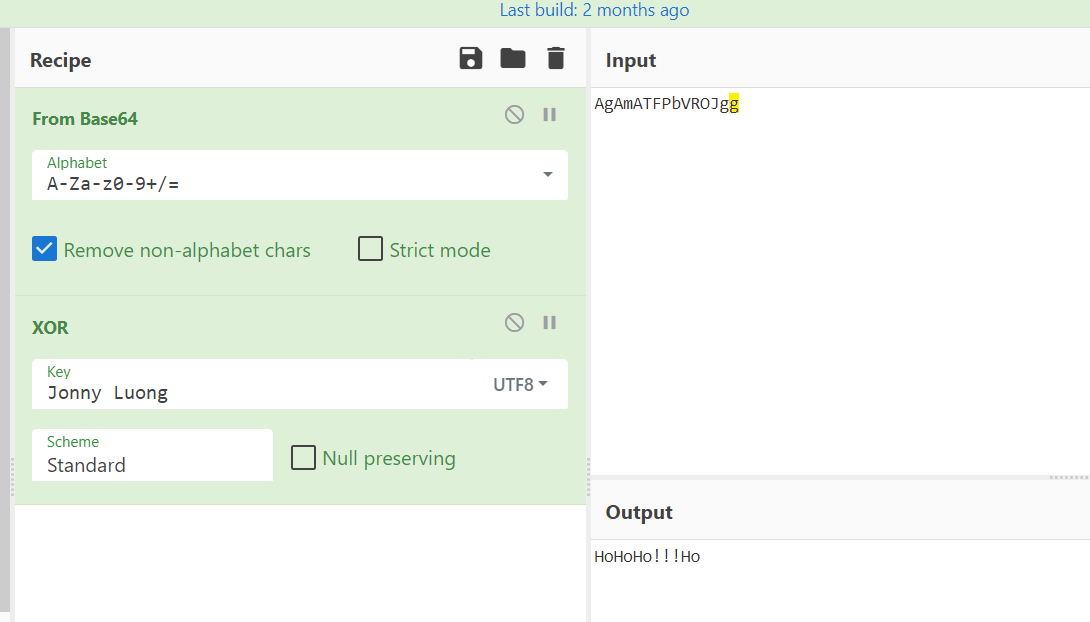 Last build: 2 months ago
Recipe
From Base64
Alphabet
A-Za-z0-9+/=
Remove non-alphabet chars
Strict mode
XOR
Key
Jonny Luong
UTF8
Scheme
Standard
Null preserving
Input
AgAmATFPbVROJgg
Output
HoHoHo!!!Ho